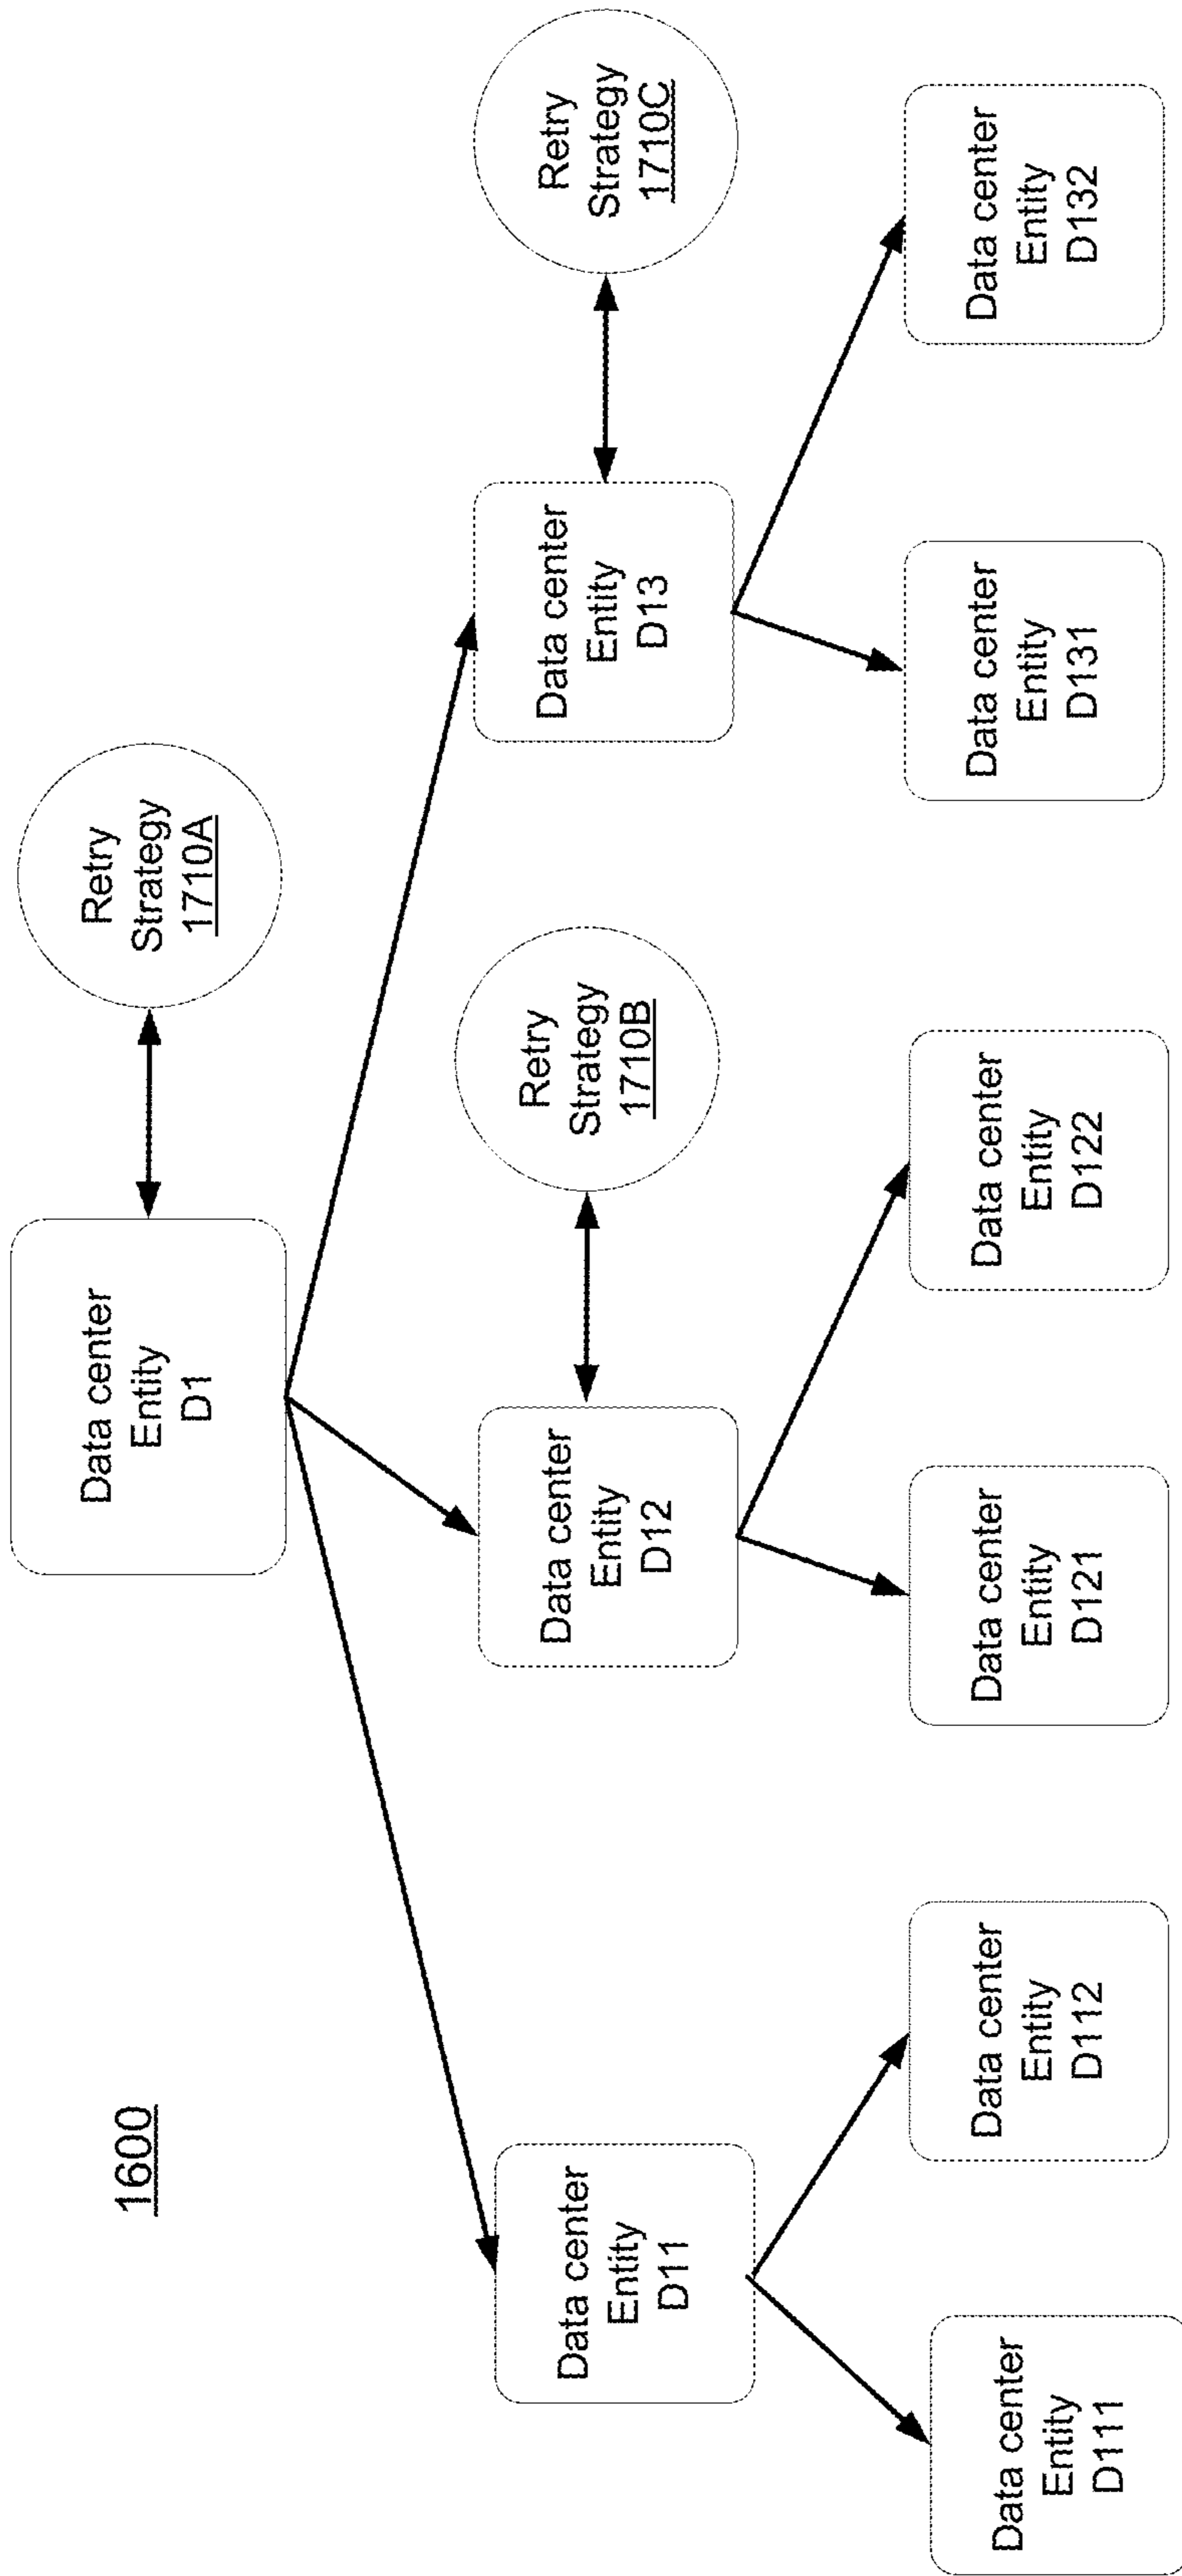 1600
Data center
Entity
D1
Retry
Strategy
1710A
Data center
Entity
D11
Data center
Entity
D12
Retry
Strategy
1710B
Data center
Entity
D13
Retry
Strategy
1710C
Data center
Entity
D111
Data center
Entity
D112
Data center
Entity
D121
Data center
Entity
D122
Data center
Entity
D131
Data center
Entity
D132